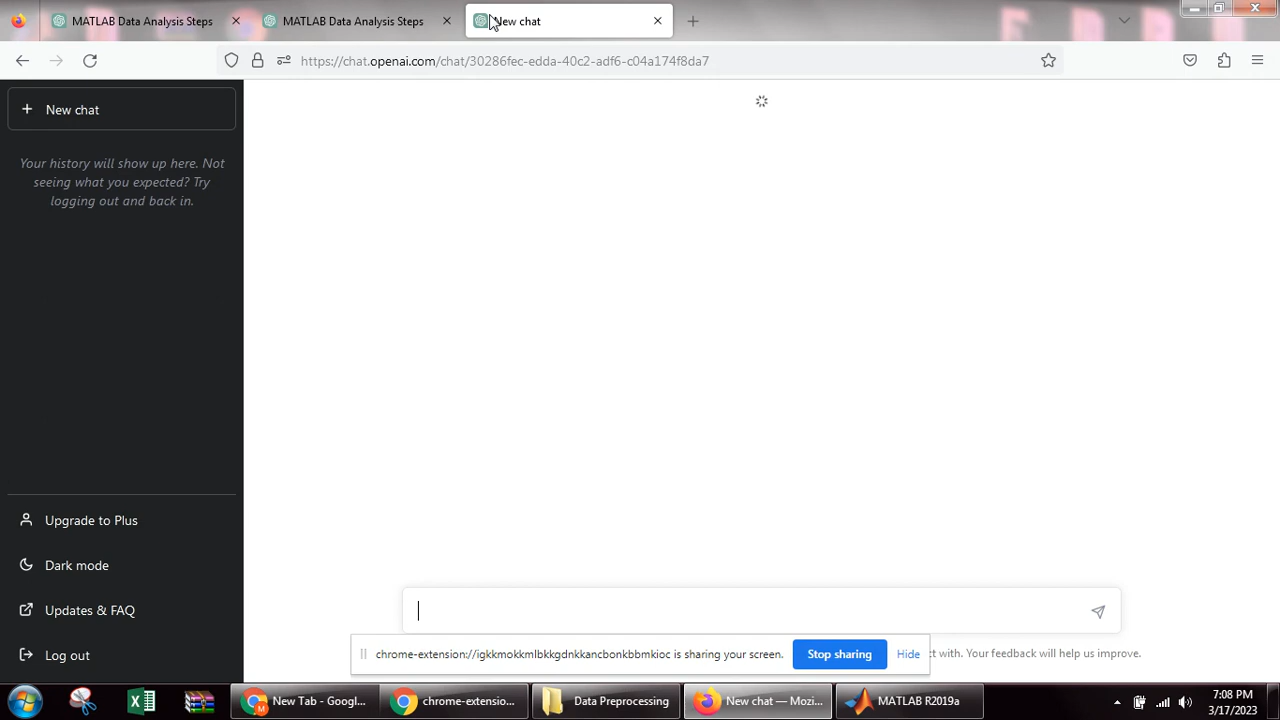 MATLAB Data Analysis Steps
MATLAB Data Analysis Steps
New chat
https://chat.openai.com/chat/30286fec-edda-40c2-adf6-c04a174f8da7
New chat
Your history will show up here. Not
seeing what you expected? Try
logging out and back in.
Upgrade to Plus
Dark mode
Updates & FAQ
Log out
chrome-extension://igkkmokkmlbkkgdnkkancbonkbbmkioc is sharing your screen.
Stop sharing
Hide
ct with. Your feedback will help us improve.
New Tab - Googl...
chrome-extensio...
Data Preprocessing
New chat — Mozi...
MATLAB R2019a
7:08 PM
3/17/2023